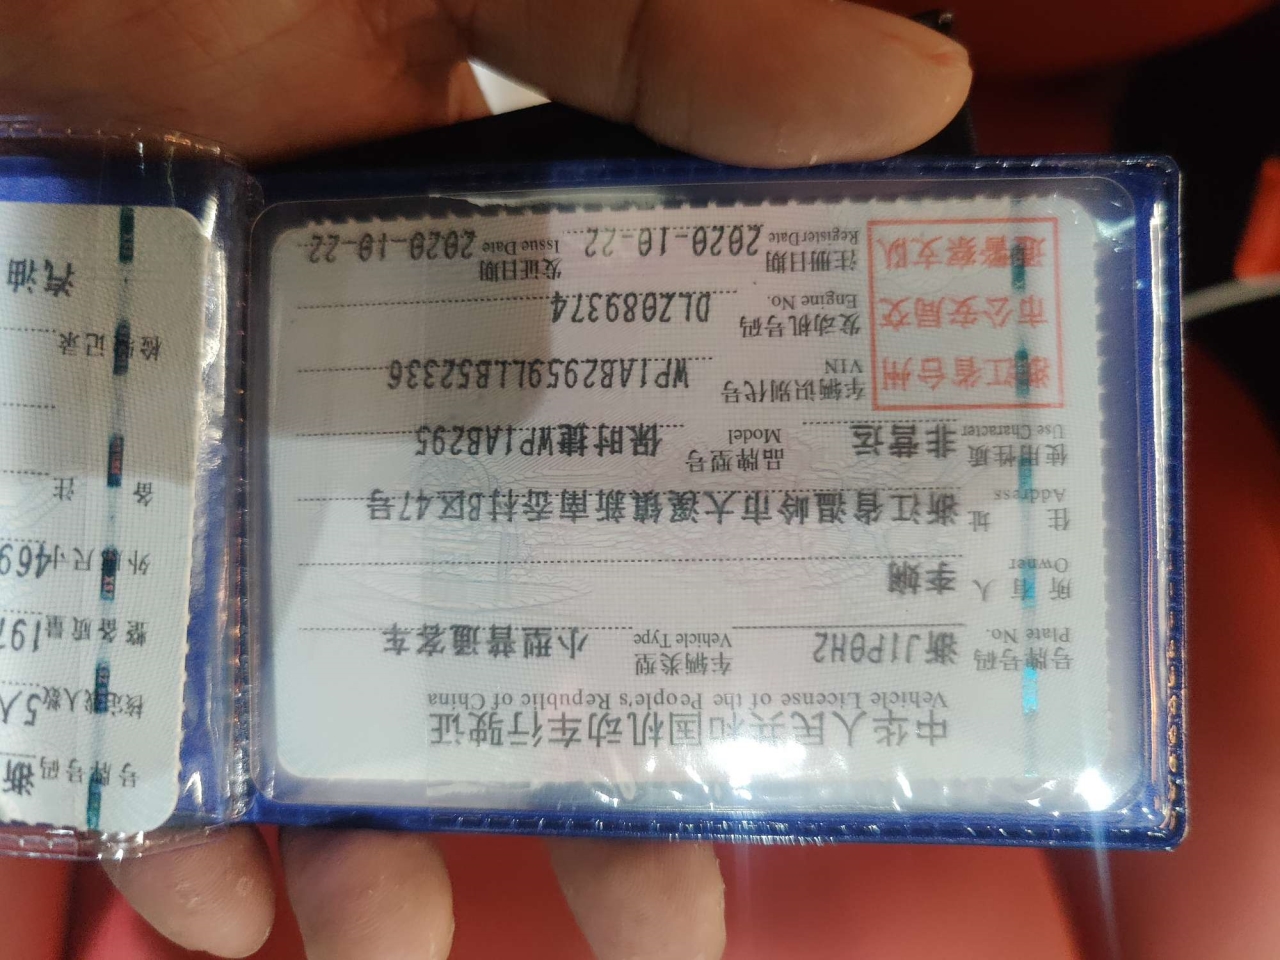 中华人民共和国机动车行驶证
Vehicle License of the People's Republic of China
号牌号码 浙J1P0H2 车辆类型 小型普通客车
Plate No. Vehicle Type
所有人 李娴
Owner
住址 浙江省温岭市大溪镇新南岙村B区47号
Address
使用性质 非营运 品牌型号 保时捷WP1AB295
Use Character Model
浙江省台州
市公安局交
通警察支队
车辆识别代号 WP1AB2959LLB52336
VIN
发动机号码 DLZ089374
Engine No.
注册日期 2020-10-22 发证日期 2020-10-22
Register Date Issue Date
号牌号码 浙
核定载人数 5人
整备质量 197
外廓尺寸 469
备注
检验记录
汽油